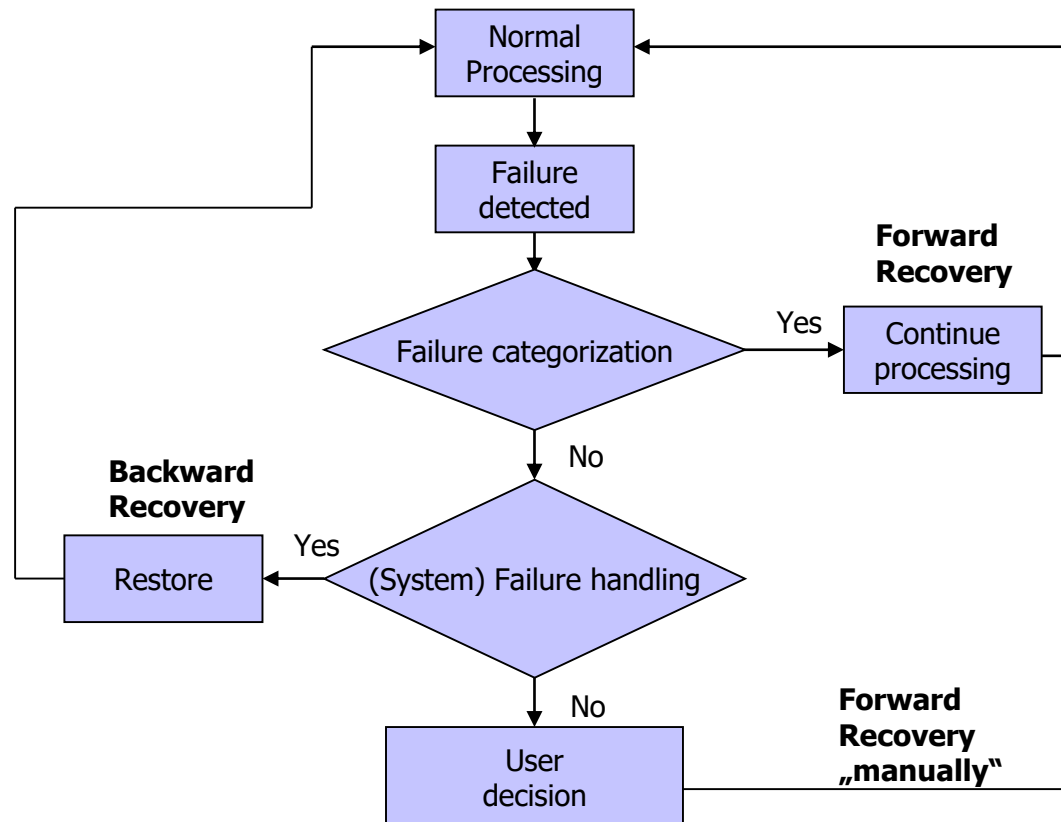 Normal
Processing
Failure
detected
Forward
Recovery
Yes
Failure categorization
Continue
processing
No
Backward
Recovery
Yes
Restore
(System) Failure handling
No
Forward
Recovery
„manually“
User
decision